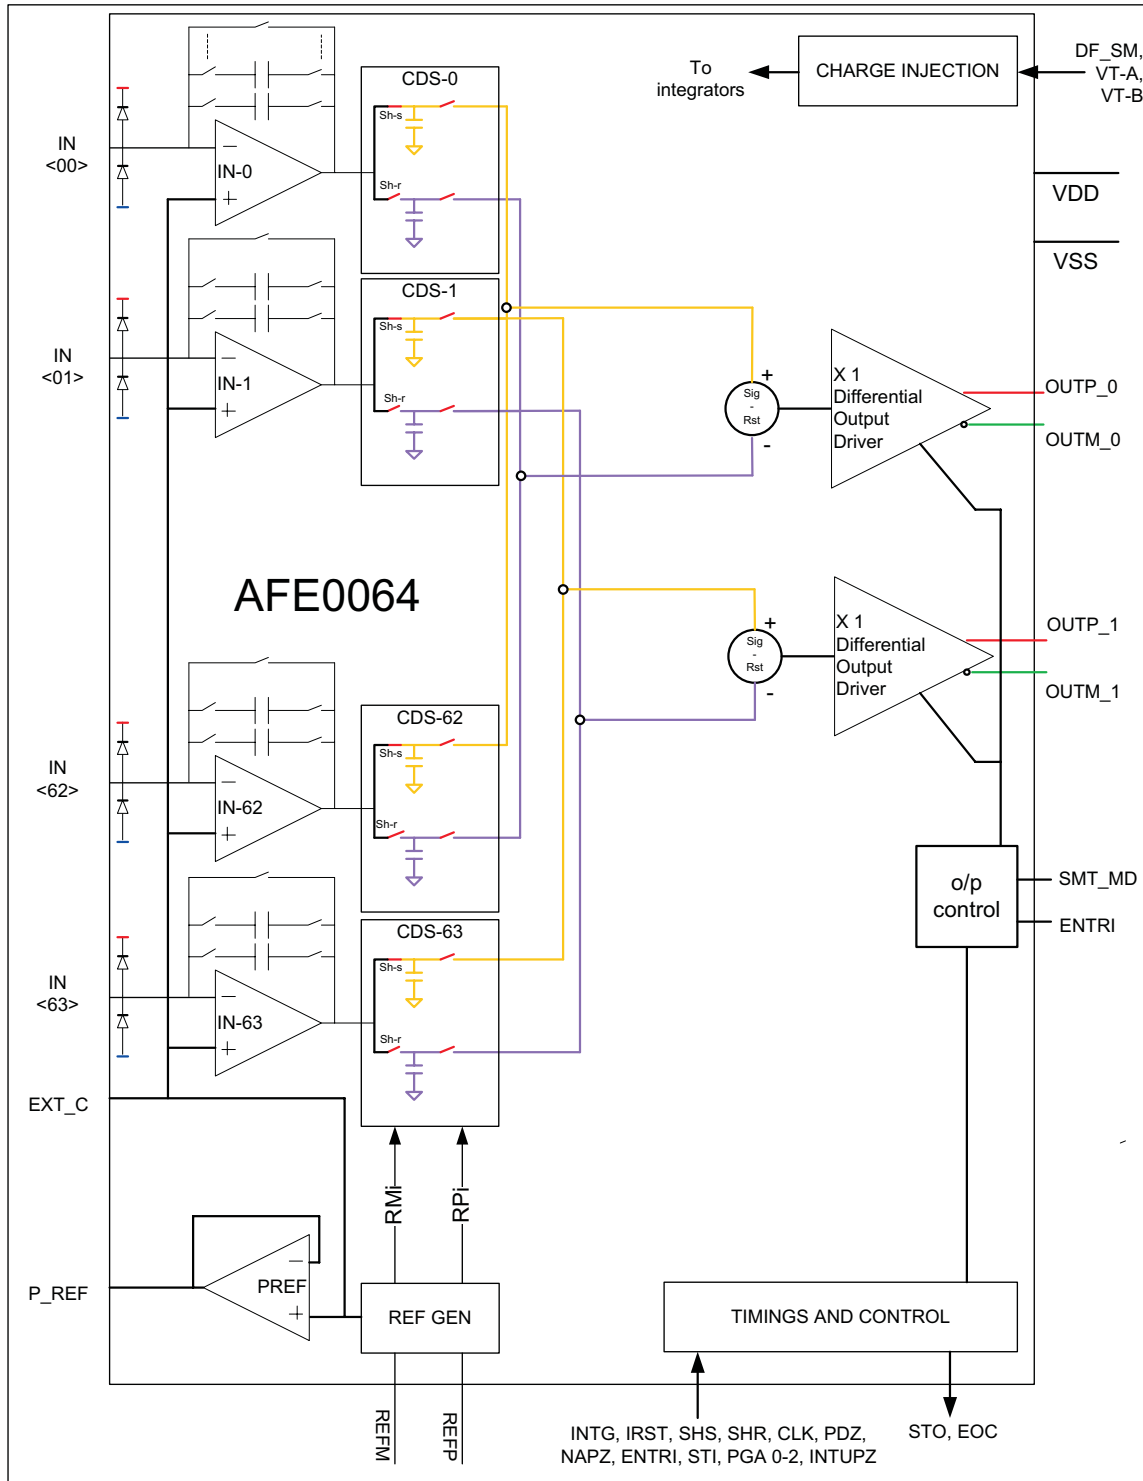 CDS-0
To
integrators
CHARGE INJECTION
DF_SM,
VT-A,
VT-B
IN
<00>
IN-0
−
+
Sh-s
Sh-r
VDD
VSS
CDS-1
IN
<01>
IN-1
−
+
Sh-s
Sh-r
+
Sig
-
Rst
-
X 1
Differential
Output
Driver
OUTP_0
OUTM_0
AFE0064
+
Sig
-
Rst
-
X 1
Differential
Output
Driver
OUTP_1
OUTM_1
CDS-62
IN
<62>
IN-62
−
+
Sh-s
Sh-r
o/p
control
SMT_MD
ENTRI
CDS-63
IN
<63>
IN-63
−
+
Sh-s
Sh-r
EXT_C
RMi
RPi
P_REF
PREF
−
+
REF GEN
TIMINGS AND CONTROL
REFM
REFP
INTG, IRST, SHS, SHR, CLK, PDZ,
NAPZ, ENTRI, STI, PGA 0-2, INTUPZ
STO, EOC